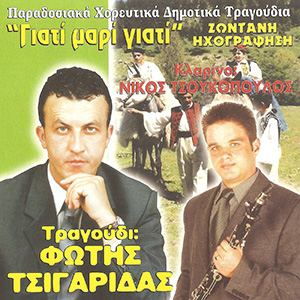 Παραδοσιακά Χορευτικά Δημοτικά Τραγούδια
"Γιατί μαρί γιατί"
ΖΩΝΤΑΝΗ
ΗΧΟΓΡΑΦΗΣΗ
Κλαρίνο:
ΝΙΚΟΣ ΤΣΟΥΚΟΠΟΥΛΟΣ
Τραγούδι:
ΦΩΤΗΣ
ΤΣΙΓΑΡΙΔΑΣ